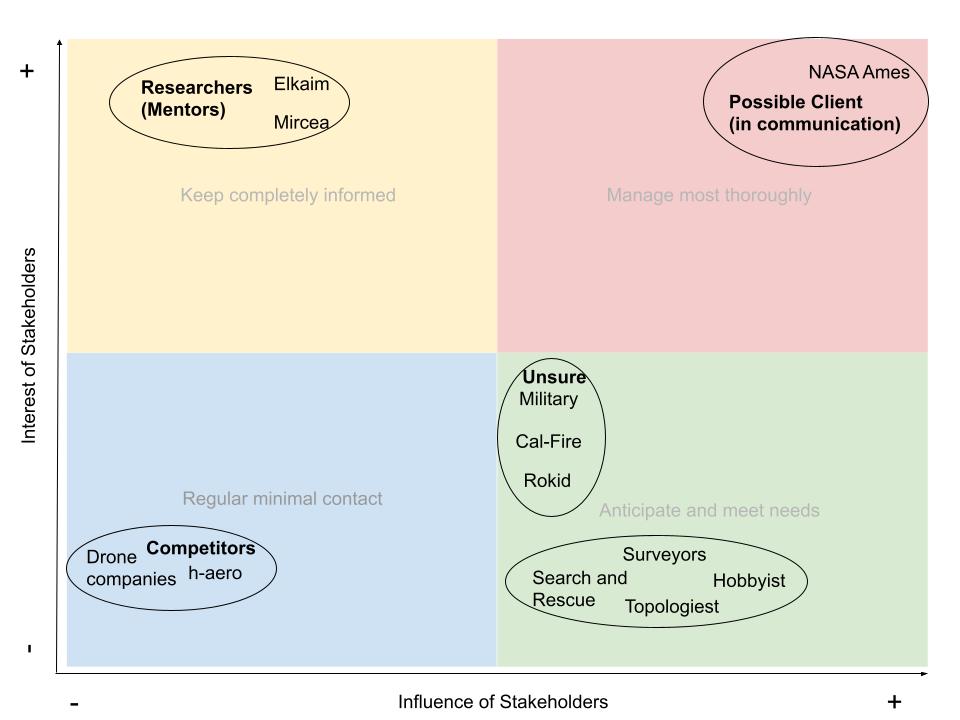 +
Researchers
(Mentors)
Elkaim
Mircea
NASA Ames
Possible Client
(in communication)
Keep completely informed
Manage most thoroughly
Interest of Stakeholders
Unsure
Military
Cal-Fire
Rokid
Regular minimal contact
Anticipate and meet needs
Competitors
Drone
companies
h-aero
Surveyors
Search and
Rescue
Hobbyist
Topologiest
-
-
Influence of Stakeholders
+